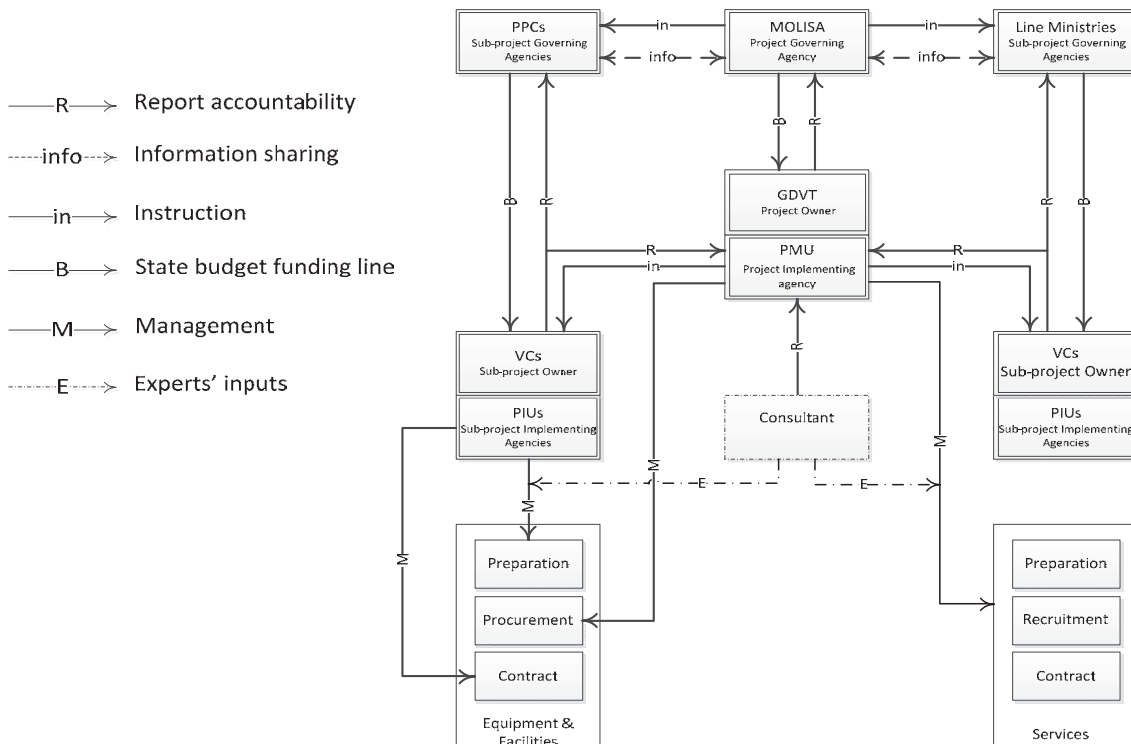 R Report accountability
info Information sharing
in Instruction
B State budget funding line
M Management
E Experts' inputs
PPCs
Sub-project Governing
Agencies
in
info
MOLISA
Project Governing
Agency
in
info
Line Ministries
Sub-project Governing
Agencies
B
R
B
R
R
B
GDVT
Project Owner
PMU
Project Implementing
agency
R
in
R
in
R
VCs
Sub-project Owner
PIUs
Sub-project Implementing
Agencies
Consultant
VCs
Sub-project Owner
PIUs
Sub-project Implementing
Agencies
M
M
M
M
E
E
Preparation
Procurement
Contract
Equipment &
Facilities
Preparation
Recruitment
Contract
Services